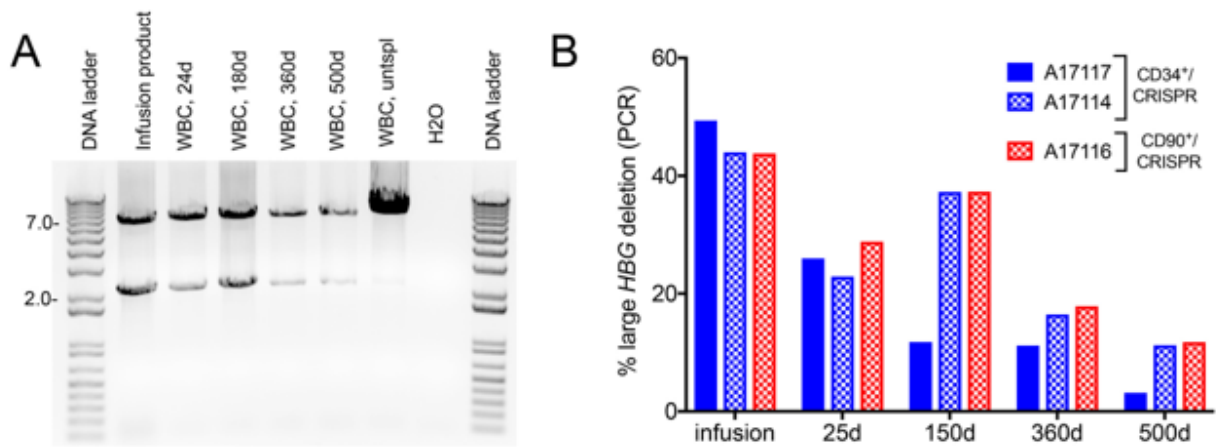 A
DNA ladder
Infusion product
WBC, 24d
WBC, 180d
WBC, 360d
WBC, 500d
WBC, untspl
H2O
DNA ladder
7.0-
2.0-
B
% large HBG deletion (PCR)
60
40
20
0
infusion
25d
150d
360d
500d
A17117
A17114
CD34⁺/
CRISPR
A17116
CD90⁺/
CRISPR